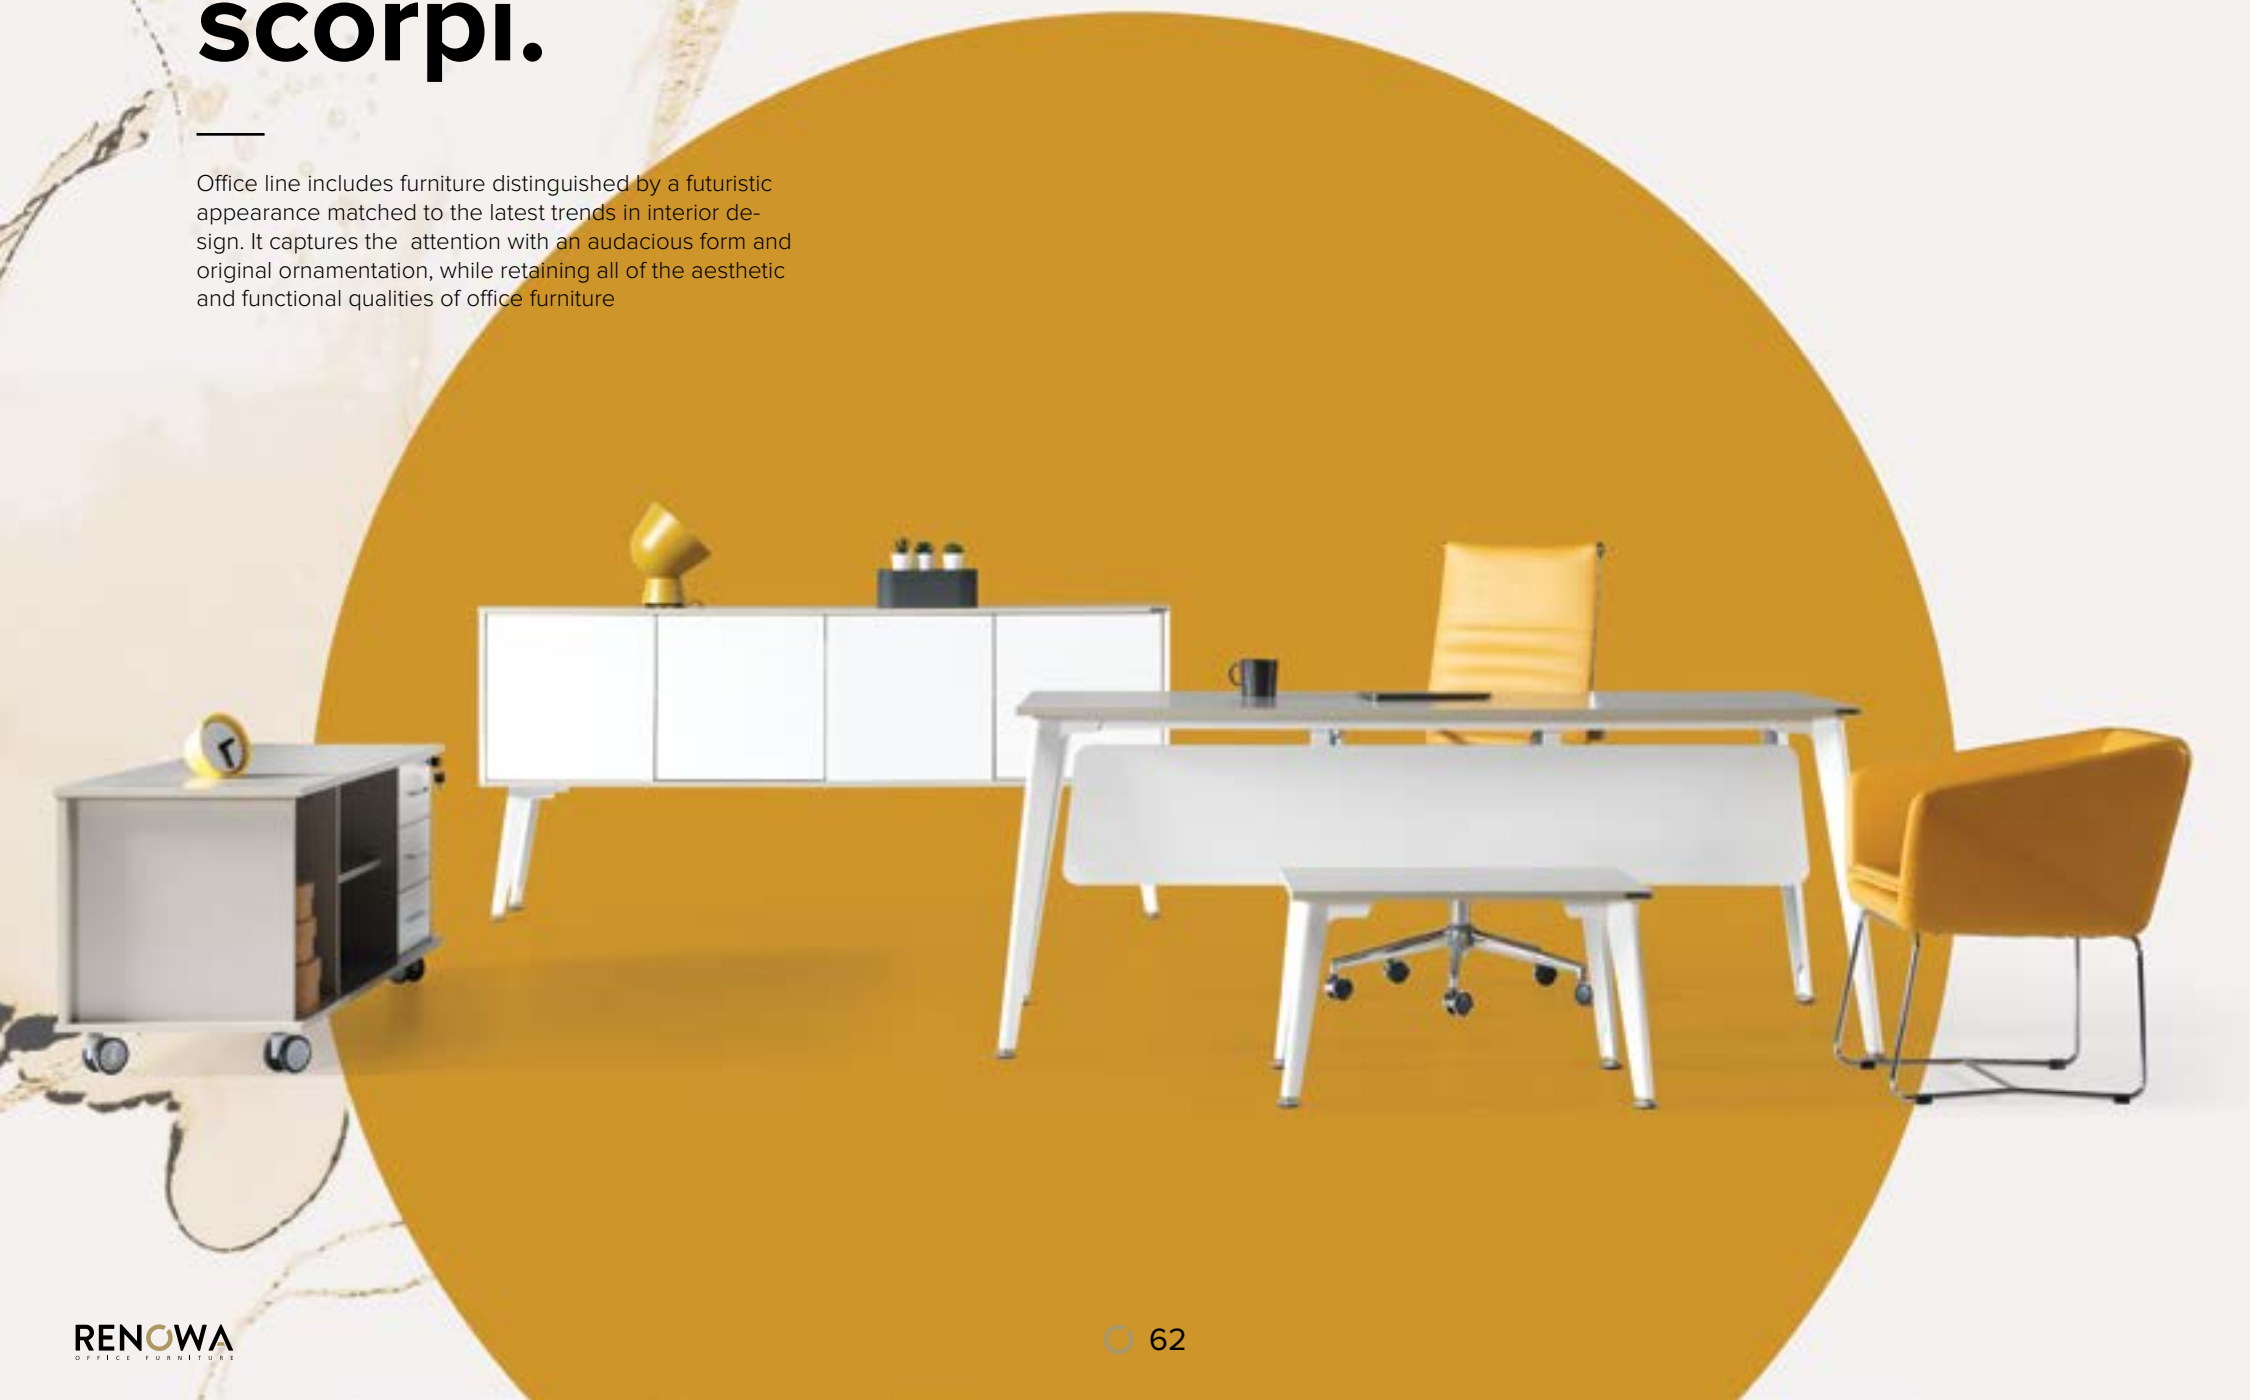 scorpi.
Office line includes furniture distinguished by a futuristic
appearance matched to the latest trends in interior de-
sign. It captures the  attention with an audacious form and
original ornamentation, while retaining all of the aesthetic
and functional qualities of office furniture
RENOWA
OFFICE FURNITURE
62